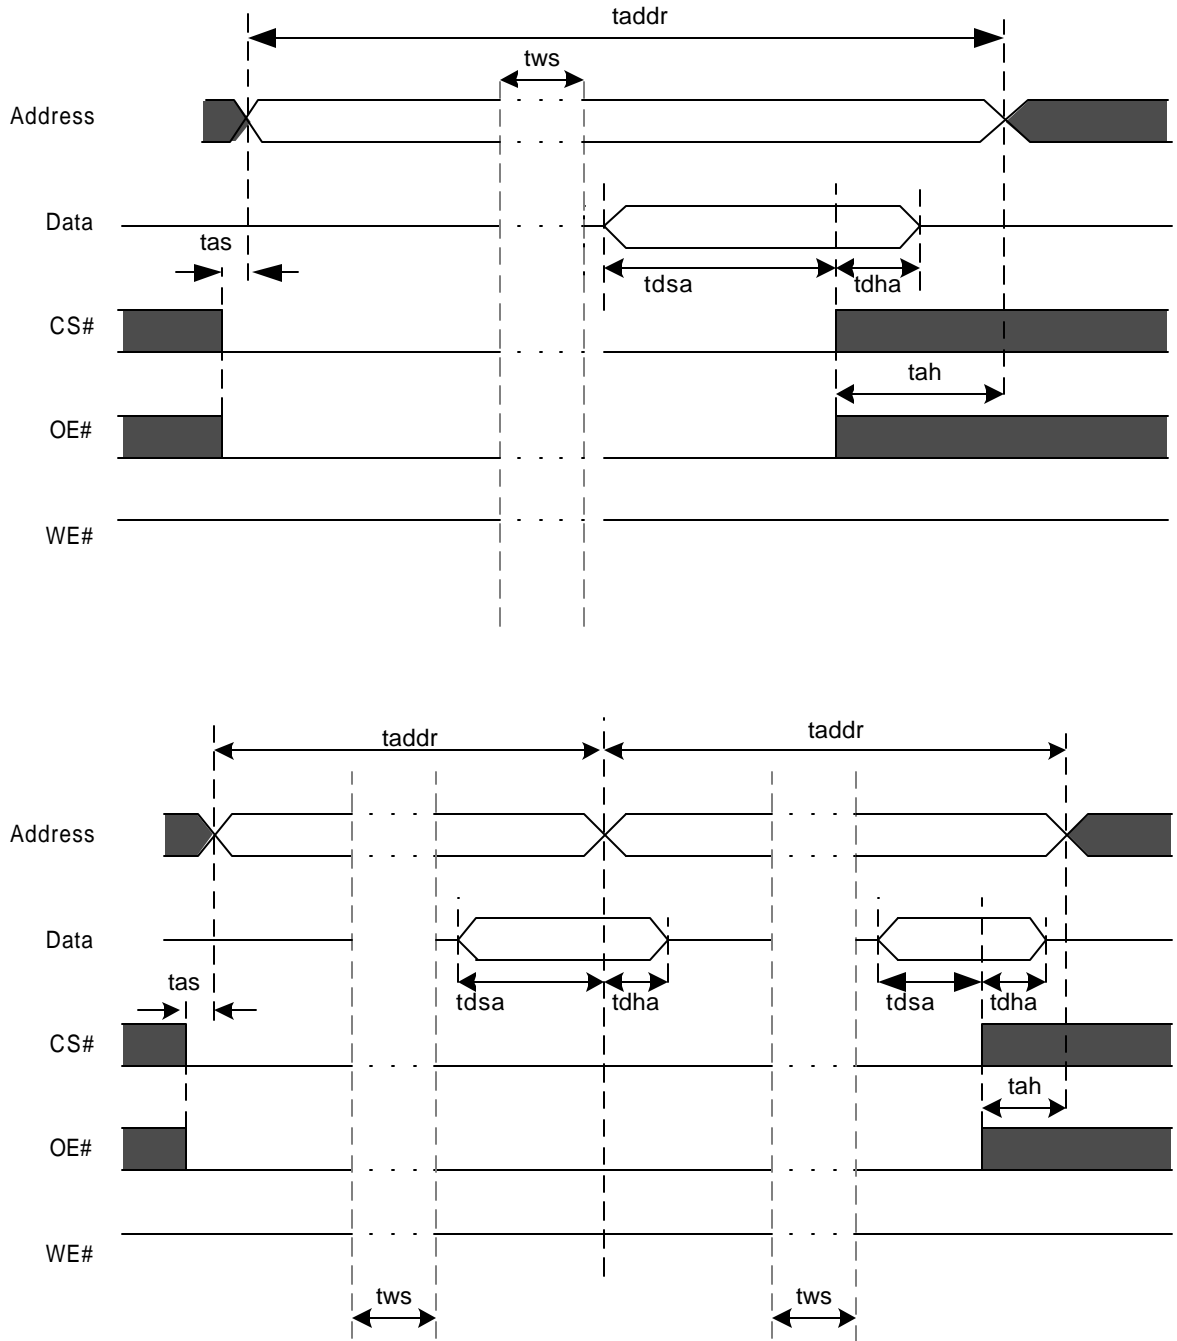 taddr
tws
Address
Data
tas
tdsa
tdha
CS#
tah
OE#
WE#
taddr
taddr
Address
Data
tas
tdsa
tdha
tdsa
tdha
CS#
tah
OE#
WE#
tws
tws